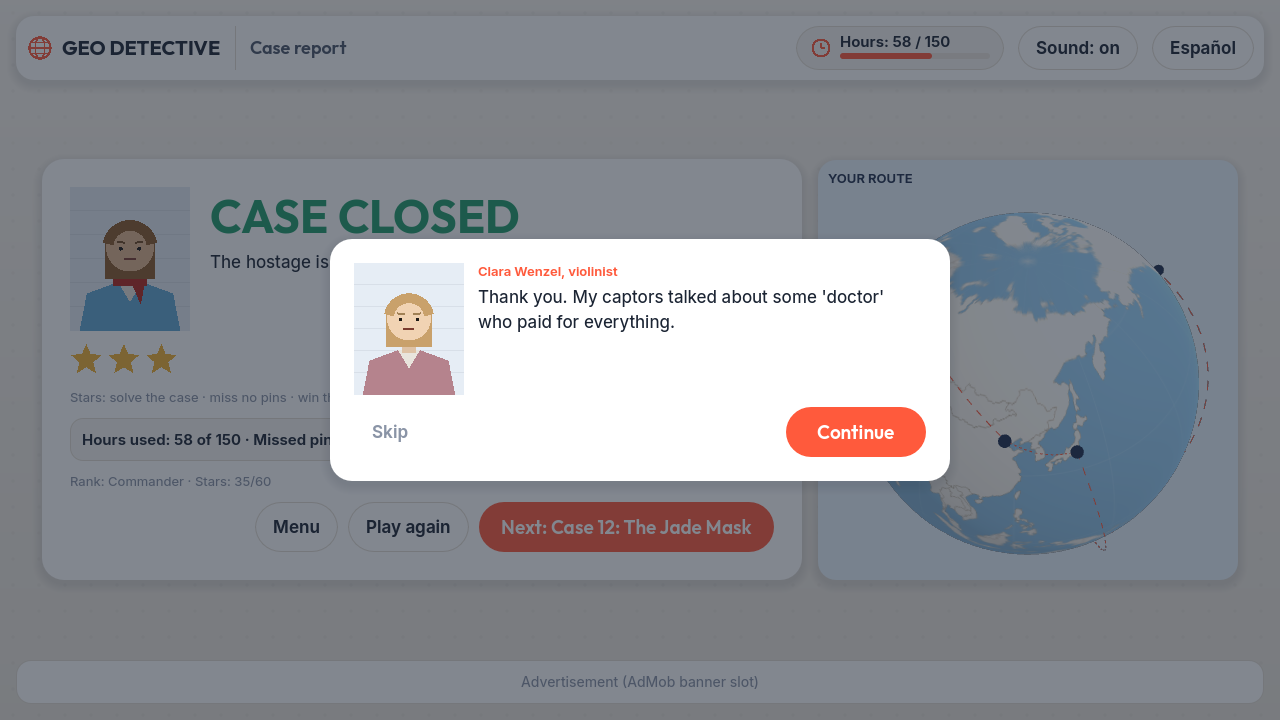 GEO DETECTIVE
Case report
Hours: 58 / 150
Sound: on
Español
CASE CLOSED
The hostage is
Stars: solve the case · miss no pins · win
Hours used: 58 of 150 · Missed
Rank: Commander · Stars: 35/60
Menu
Play again
Next: Case 12: The Jade Mask
YOUR ROUTE
Clara Wenzel, violinist
Thank you. My captors talked about some 'doctor'
who paid for everything.
Skip
Continue
Advertisement (AdMob banner slot)